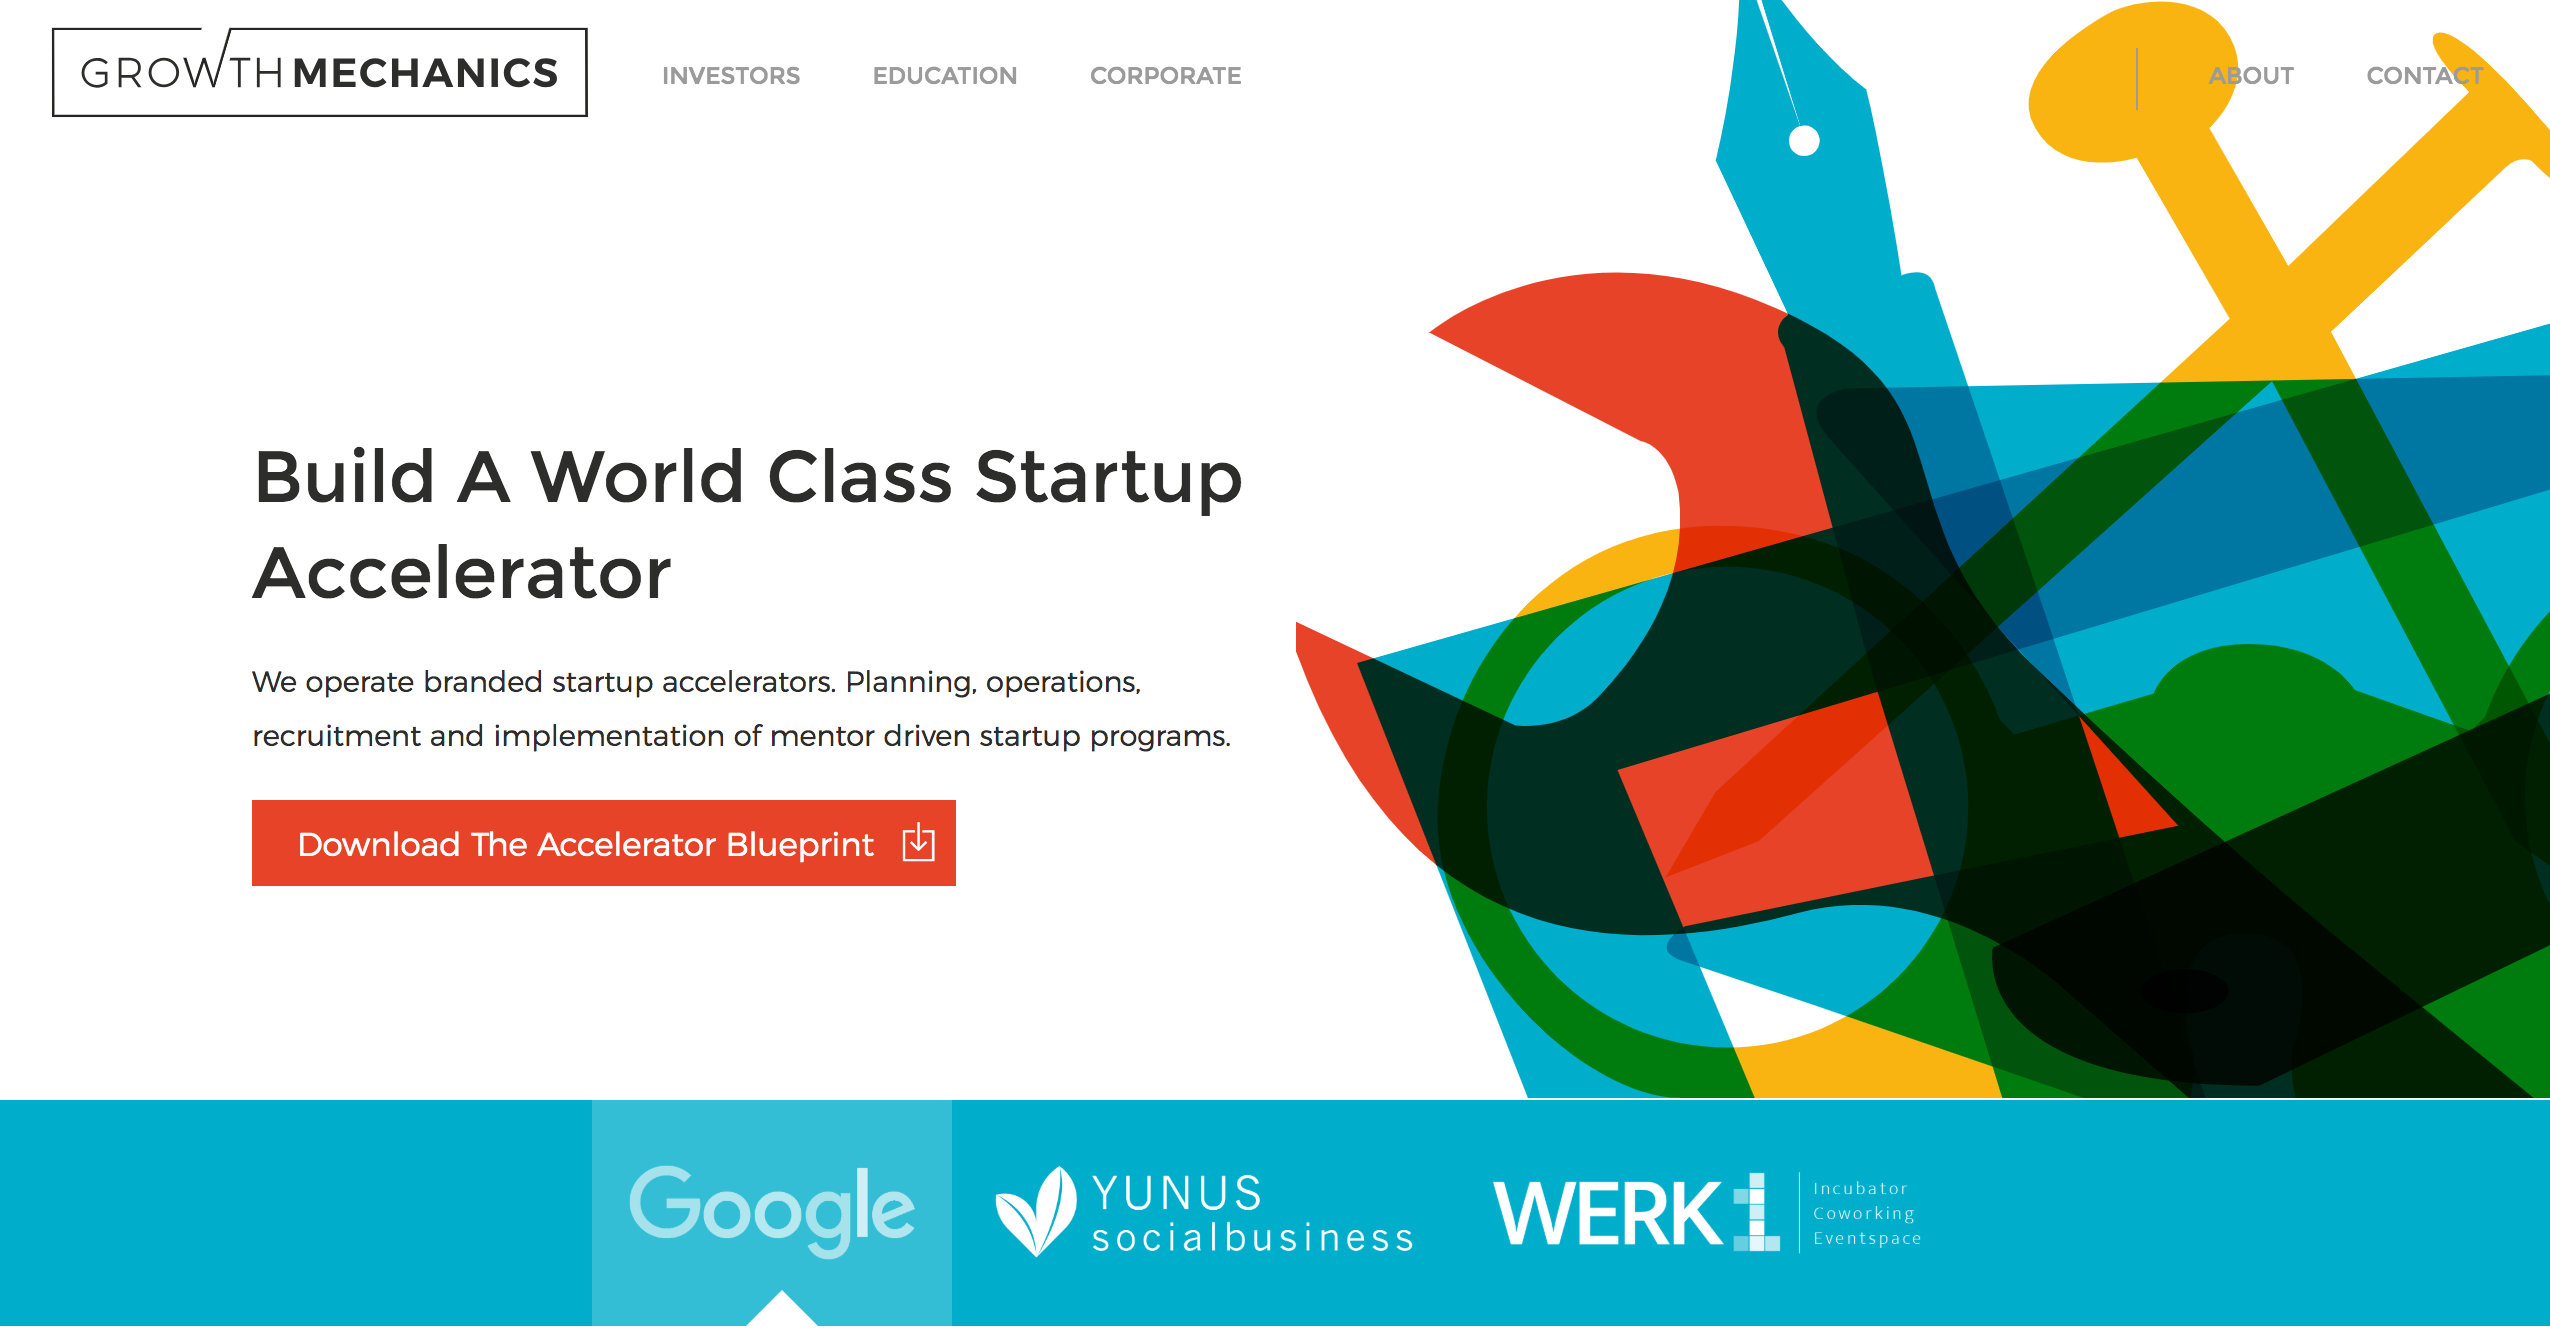 GROWTH MECHANICS
INVESTORS
EDUCATION
CORPORATE
ABOUT
CONTACT
Build A World Class Startup
Accelerator
We operate branded startup accelerators. Planning, operations,
recruitment and implementation of mentor driven startup programs.
Download The Accelerator Blueprint
Google
YUNUS
socialbusiness
WERK1
Incubator
Coworking
Eventspace